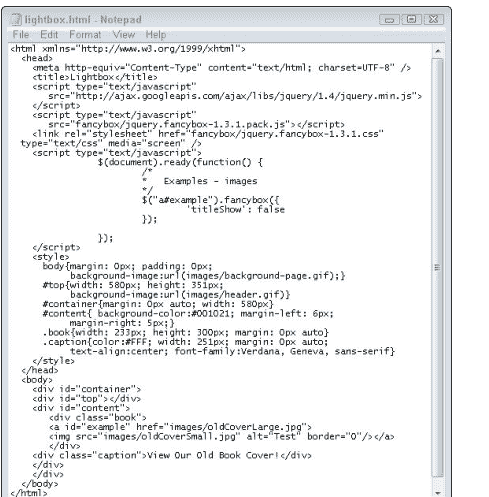 lightbox.html - Notepad
File Edit Format View Help
<html xmlns="http://www.w3.org/1999/xhtml">
<head>
<meta http-equiv="Content-Type" content="text/html; charset=UTF-8" />
<title>Lightbox</title>
<script type="text/javascript"
src="http://ajax.googleapis.com/ajax/libs/jquery/1.4/jquery.min.js">
</script>
<script type="text/javascript"
src="fancybox/jquery.fancybox-1.3.1.pack.js"></script>
<link rel="stylesheet" href="fancybox/jquery.fancybox-1.3.1.css"
type="text/css" media="screen" />
<script type="text/javascript">
$(document).ready(function() {
/*
* Examples - images
*/
$("a#example").fancybox({
'titleShow': false
});
});
</script>
<style>
body{margin: 0px; padding: 0px;
background-image:url(images/background-page.gif);}
#top{width: 580px; height: 351px;
background-image:url(images/header.gif)}
#container{margin: 0px auto; width: 580px}
#content{ background-color:#001021; margin-left: 6px;
margin-right: 5px;}
.book{width: 233px; height: 300px; margin: 0px auto}
.caption{color:#FFF; width: 251px; margin: 0px auto;
text-align:center; font-family:Verdana, Geneva, sans-serif}
</style>
</head>
<body>
<div id="container">
<div id="top"></div>
<div id="content">
<div class="book">
<a id="example" href="images/oldCoverLarge.jpg">
<img src="images/oldCoverSmall.jpg" alt="Test" border="0"/></a>
</div>
<div class="caption">View Our Old Book Cover!</div>
</div>
</div>
</body>
</html>